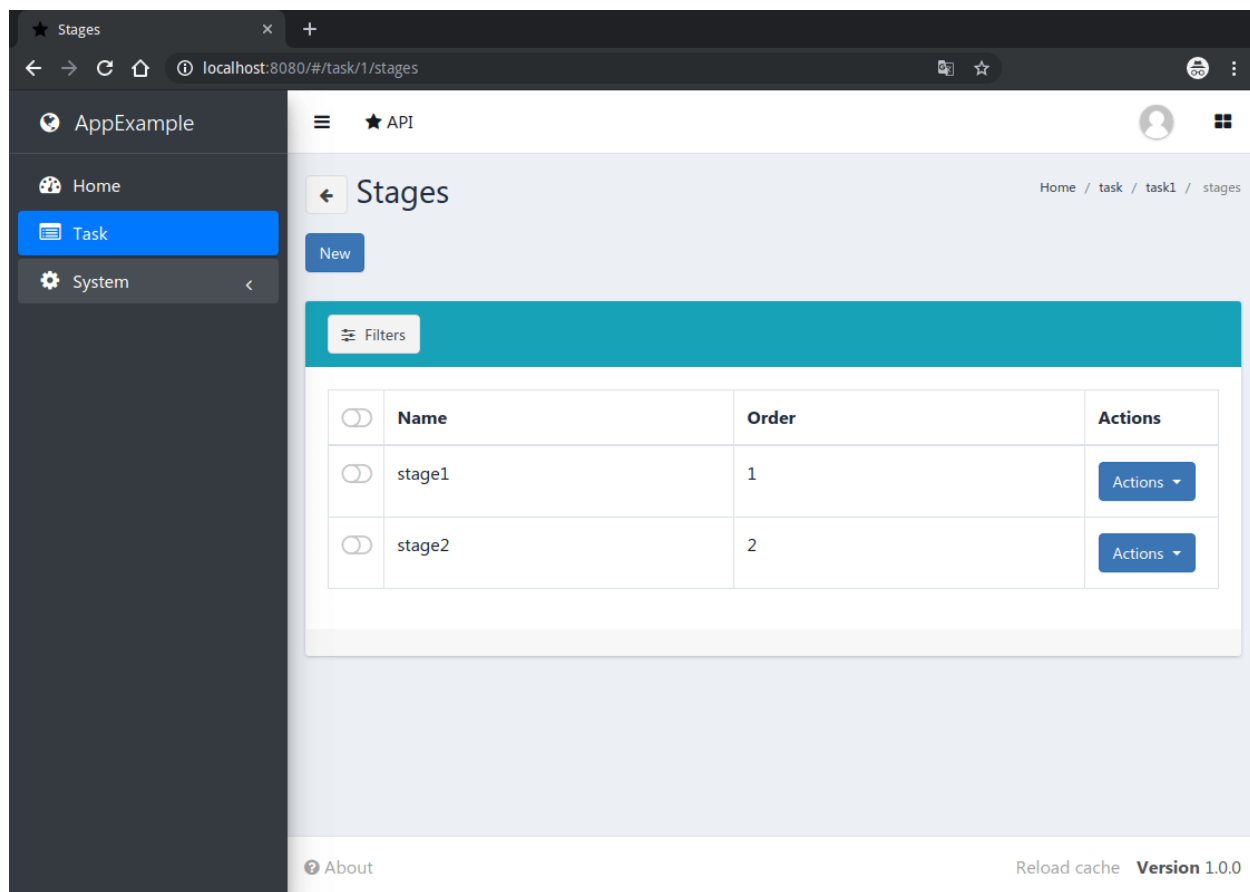 Stages
localhost:8080/#/task/1/stages
AppExample
API
Home
Task
System
Stages
Home / task / task1 / stages
New
Filters
Name Order Actions
stage1 1 Actions
stage2 2 Actions
About
Reload cache Version 1.0.0